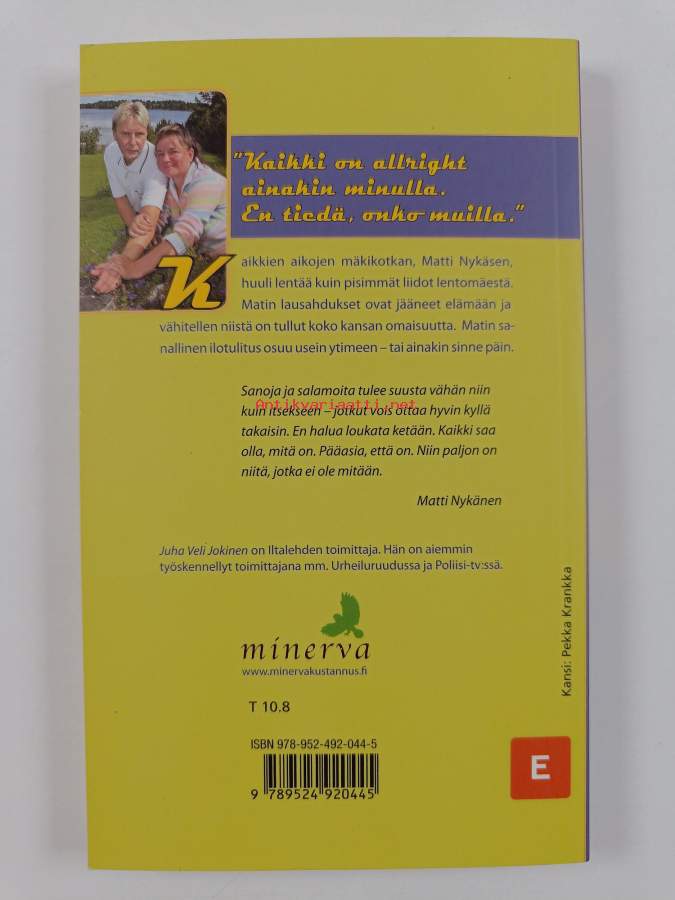 "Kaikki on allright
ainakin minulla.
En tiedä, onko muilla."
Kaikkien aikojen mäkikotkan, Matti Nykäsen,
huuli lentää kuin pisimmät liidot lentomäestä.
Matin lausahdukset ovat jääneet elämään ja
vähitellen niistä on tullut koko kansan omaisuutta. Matin sa-
nallinen ilotulitus osuu usein ytimeen – tai ainakin sinne päin.
Sanoja ja salamoita tulee suusta vähän niin
Antikvariaatti.net
kuin itsekseen – jotkut vois ottaa hyvin kyllä
takaisin. En halua loukata ketään. Kaikki saa
olla, mitä on. Pääasia, että on. Niin paljon on
niitä, jotka ei ole mitään.
Matti Nykänen
Juha Veli Jokinen on Iltalehden toimittaja. Hän on aiemmin
työskennellyt toimittajana mm. Urheiluruudussa ja Poliisi-tv:ssä.
minerva
www.minervakustannus.fi
T 10.8
ISBN 978-952-492-044-5
9 789524 920445
E
Kansi: Pekka Krankka